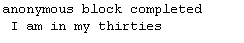 anonymous block completed
I am in my thirties